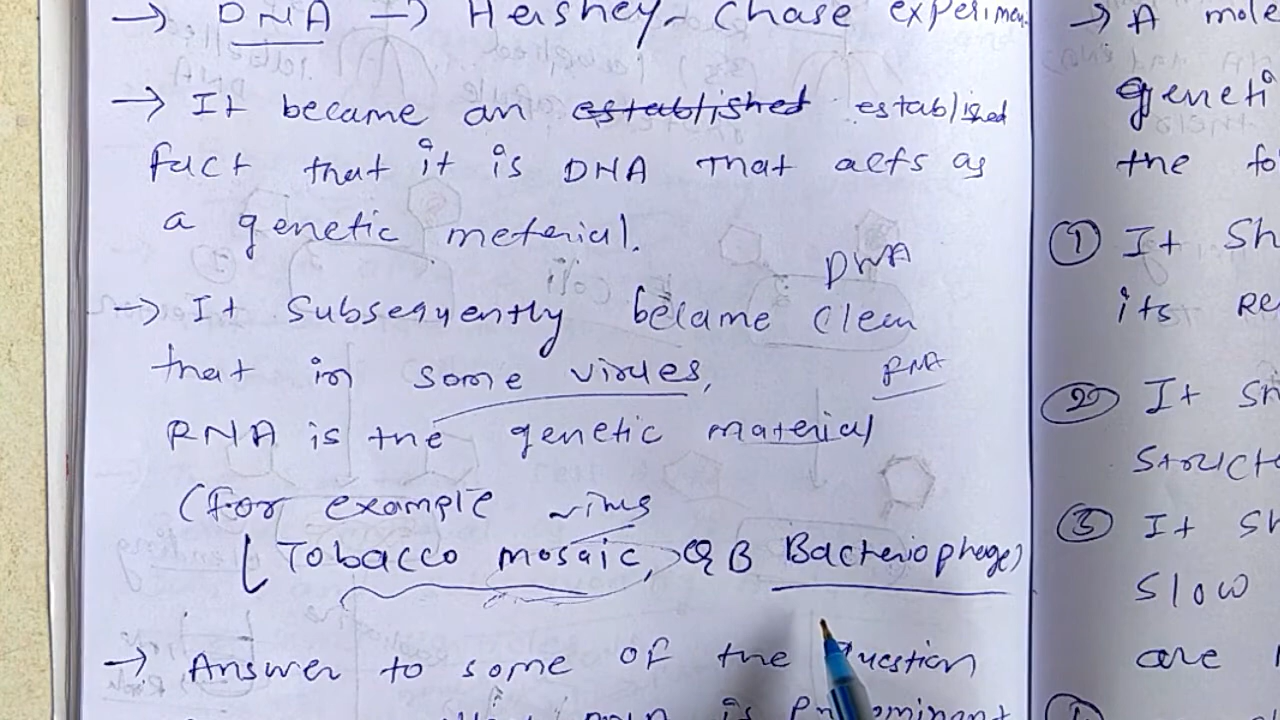 → DNA → Hershey-Chase experimen
→ It became an established established
fact that it is DNA that acts as
a genetic meterial.
DNA
→ It Subsequently became Clear
that in some virues,
RNA
RNA is the genetic material
(For example virus
( Tobacco mosaic, QB Bacteriophage)
→ Answer to some of the Question
is Predominant
→ A mole
geneti
the fo
① It Sh
its Re
② It Sh
Struct
③ It Sh
Slow
are